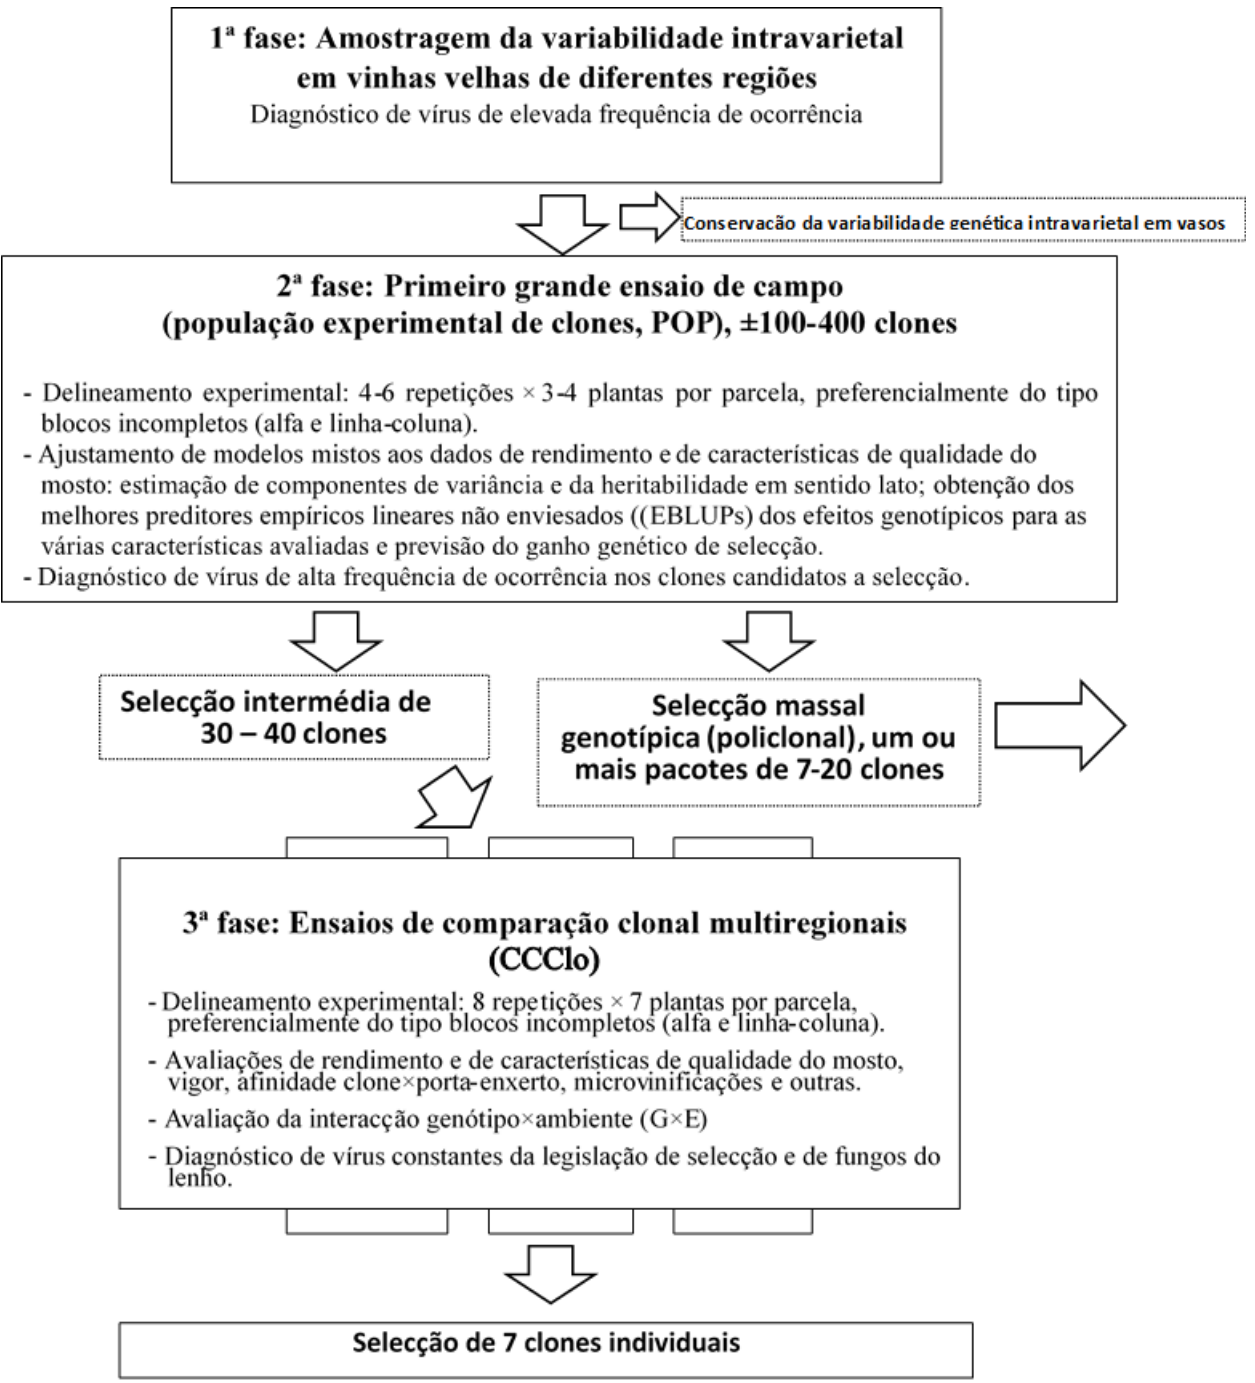 1ª fase: Amostragem da variabilidade intravarietal
em vinhas velhas de diferentes regiões
Diagnóstico de vírus de elevada frequência de ocorrência
Conservação da variabilidade genética intravarietal em vasos
2ª fase: Primeiro grande ensaio de campo
(população experimental de clones, POP), ±100-400 clones
- Delineamento experimental: 4-6 repetições × 3-4 plantas por parcela, preferencialmente do tipo
blocos incompletos (alfa e linha-coluna).
- Ajustamento de modelos mistos aos dados de rendimento e de características de qualidade do
mosto: estimação de componentes de variância e da heritabilidade em sentido lato; obtenção dos
melhores preditores empíricos lineares não enviesados ((EBLUPs) dos efeitos genotípicos para as
várias características avaliadas e previsão do ganho genético de selecção.
- Diagnóstico de vírus de alta frequência de ocorrência nos clones candidatos a selecção.
Selecção intermédia de
30 – 40 clones
Selecção massal
genotípica (policlonal), um ou
mais pacotes de 7-20 clones
3ª fase: Ensaios de comparação clonal multiregionais
(CCClo)
- Delineamento experimental: 8 repetições × 7 plantas por parcela,
preferencialmente do tipo blocos incompletos (alfa e linha-coluna).
- Avaliações de rendimento e de características de qualidade do mosto,
vigor, afinidade clone×porta-enxerto, microvinificações e outras.
- Avaliação da interacção genótipo×ambiente (G×E)
- Diagnóstico de vírus constantes da legislação de selecção e de fungos do
lenho.
Selecção de 7 clones individuais